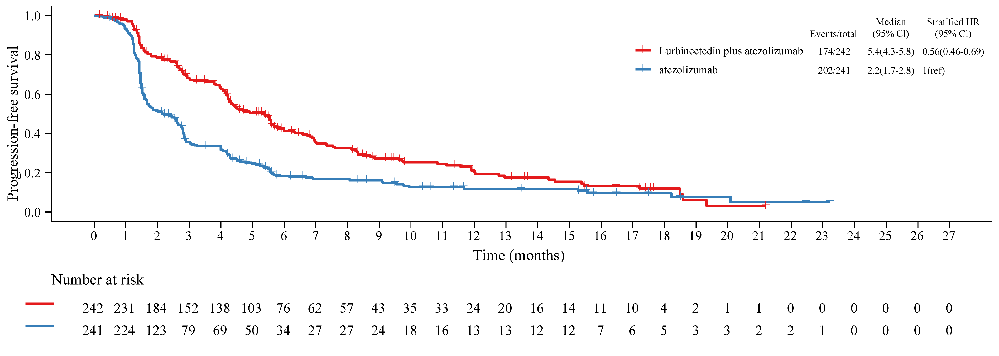 Median Stratified HR
Events/total (95% Cl) (95% Cl)
Lurbinectedin plus atezolizumab 174/242 5.4(4.3-5.8) 0.56(0.46-0.69)
atezolizumab 202/241 2.2(1.7-2.8) 1(ref)
Progression-free survival
1.0
0.8
0.6
0.4
0.2
0.0
0 1 2 3 4 5 6 7 8 9 10 11 12 13 14 15 16 17 18 19 20 21 22 23 24 25 26 27
Time (months)
Number at risk
242 231 184 152 138 103 76 62 57 43 35 33 24 20 16 14 11 10 4 2 1 1 0 0 0 0 0 0
241 224 123 79 69 50 34 27 27 24 18 16 13 13 12 12 7 6 5 3 3 2 2 1 0 0 0 0